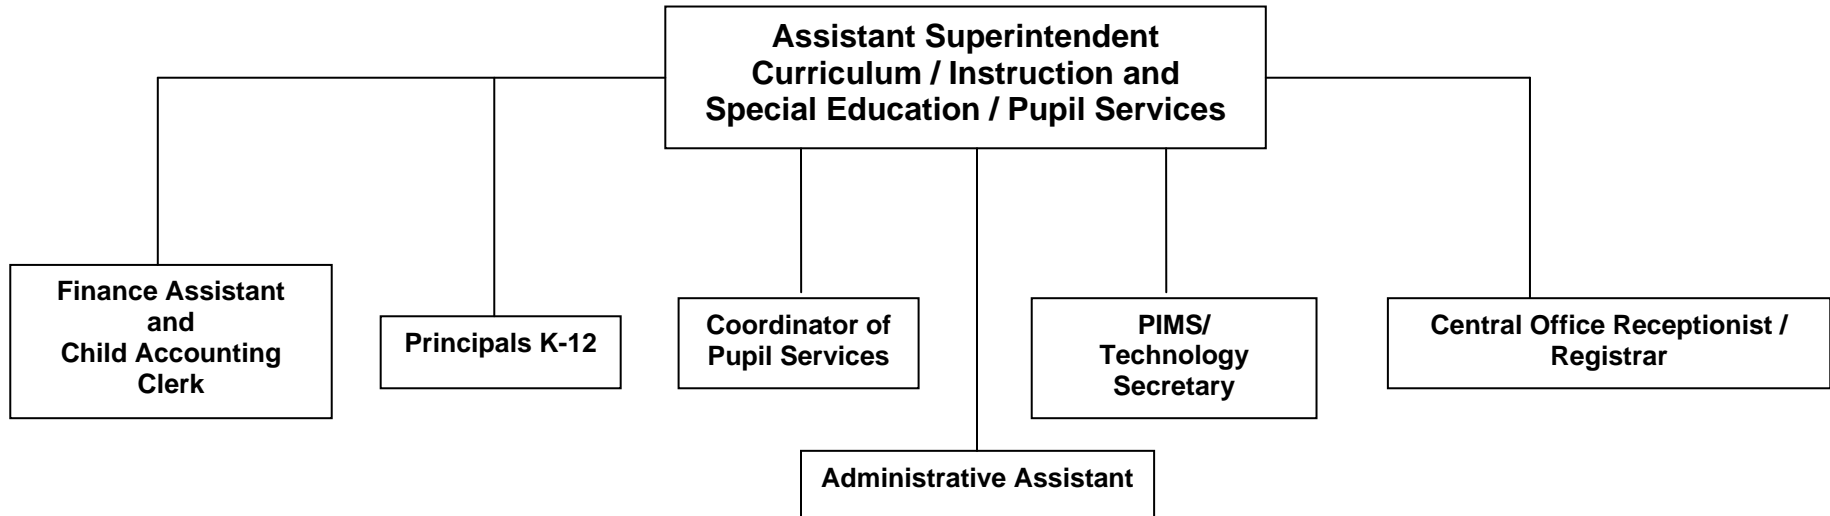 Assistant Superintendent
Curriculum / Instruction and
Special Education / Pupil Services
Finance Assistant
and
Child Accounting
Clerk
Principals K-12
Coordinator of
Pupil Services
PIMS/
Technology
Secretary
Central Office Receptionist /
Registrar
Administrative Assistant